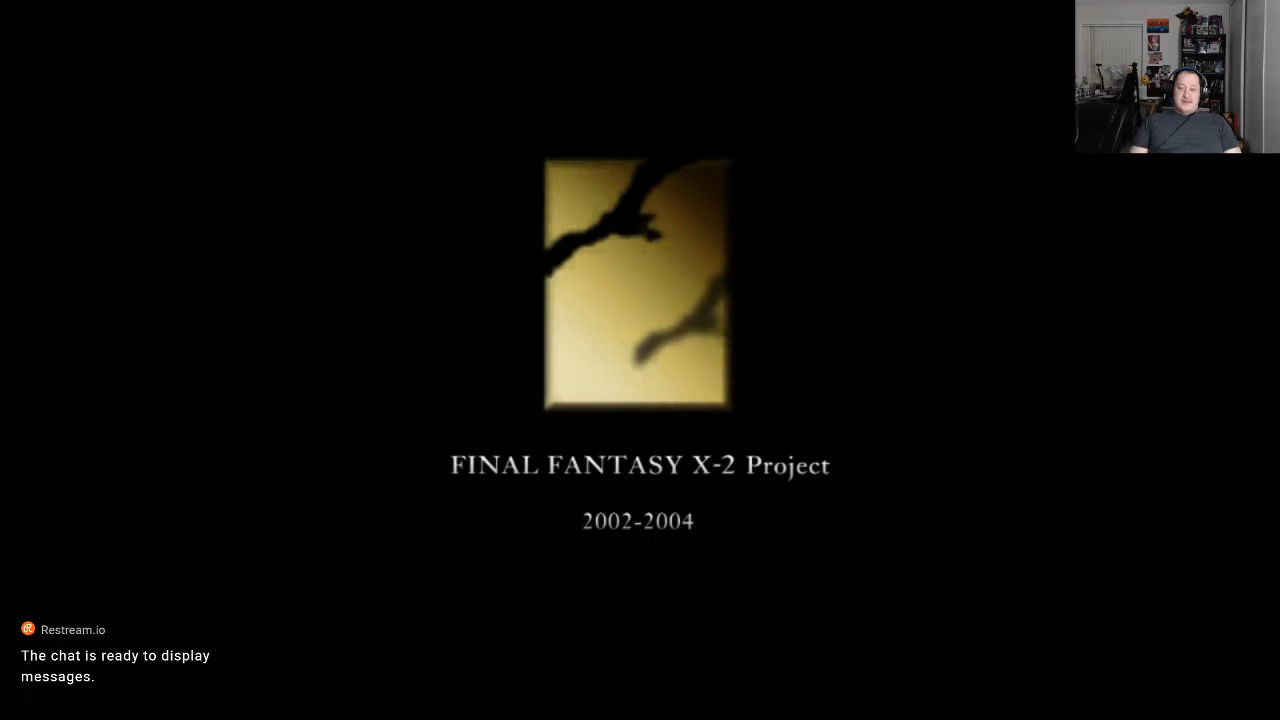 FINAL FANTASY X-2 Project
2002-2004
Restream.io
The chat is ready to display
messages.